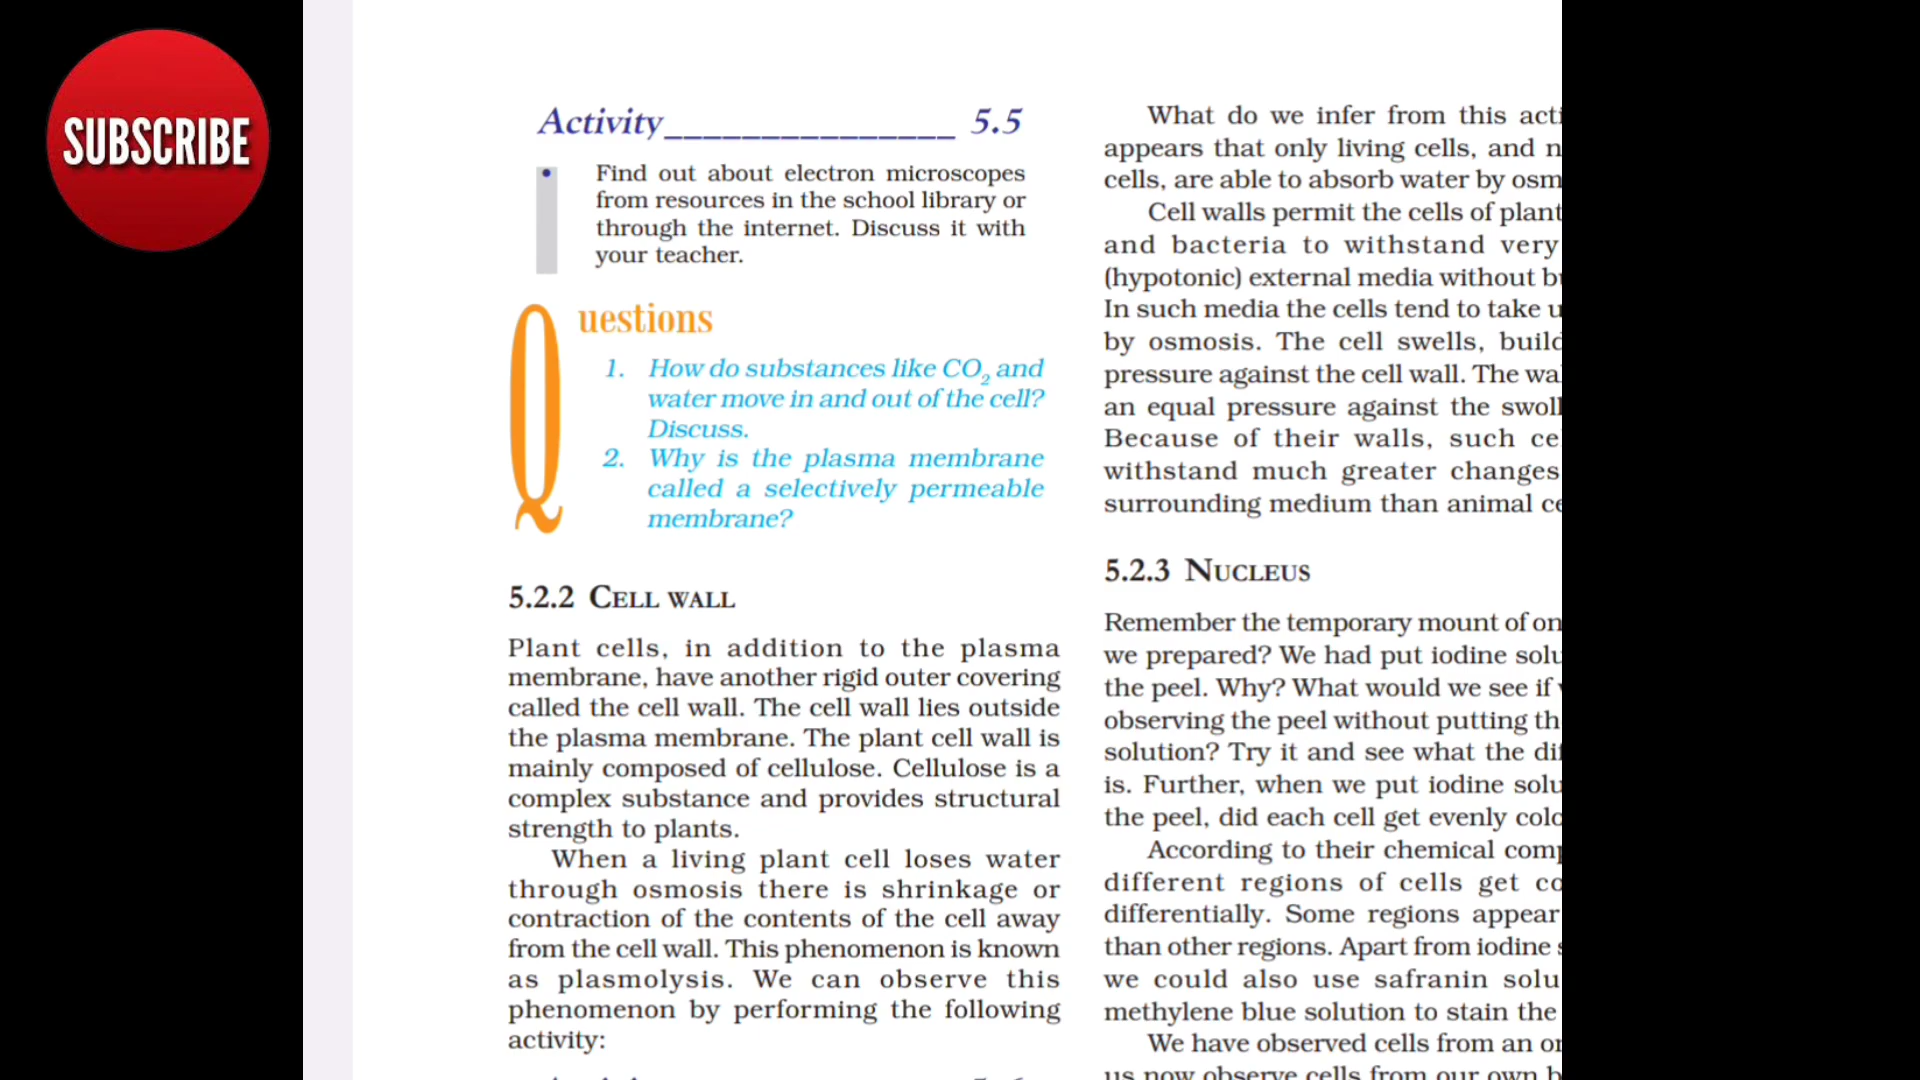 SUBSCRIBE
Activity_______________ 5.5
• Find out about electron microscopes
from resources in the school library or
through the internet. Discuss it with
your teacher.
Questions
1. How do substances like CO2 and
water move in and out of the cell?
Discuss.
2. Why is the plasma membrane
called a selectively permeable
membrane?
5.2.2 CELL WALL
Plant cells, in addition to the plasma
membrane, have another rigid outer covering
called the cell wall. The cell wall lies outside
the plasma membrane. The plant cell wall is
mainly composed of cellulose. Cellulose is a
complex substance and provides structural
strength to plants.
When a living plant cell loses water
through osmosis there is shrinkage or
contraction of the contents of the cell away
from the cell wall. This phenomenon is known
as plasmolysis. We can observe this
phenomenon by performing the following
activity:
What do we infer from this
appears that only living cells, and
cells, are able to absorb water by
Cell walls permit the cells of
and bacteria to withstand very
(hypotonic) external media without
In such media the cells tend to take
by osmosis. The cell swells,
pressure against the cell wall. The
an equal pressure against the
Because of their walls, such
withstand much greater changes
surrounding medium than animal
5.2.3 NUCLEUS
Remember the temporary mount of
we prepared? We had put iodine
the peel. Why? What would we see if
observing the peel without putting
solution? Try it and see what the
is. Further, when we put iodine
the peel, did each cell get evenly
According to their chemical
different regions of cells get
differentially. Some regions appear
than other regions. Apart from iodine
we could also use safranin
methylene blue solution to stain the
We have observed cells from an
us now observe cells from our own